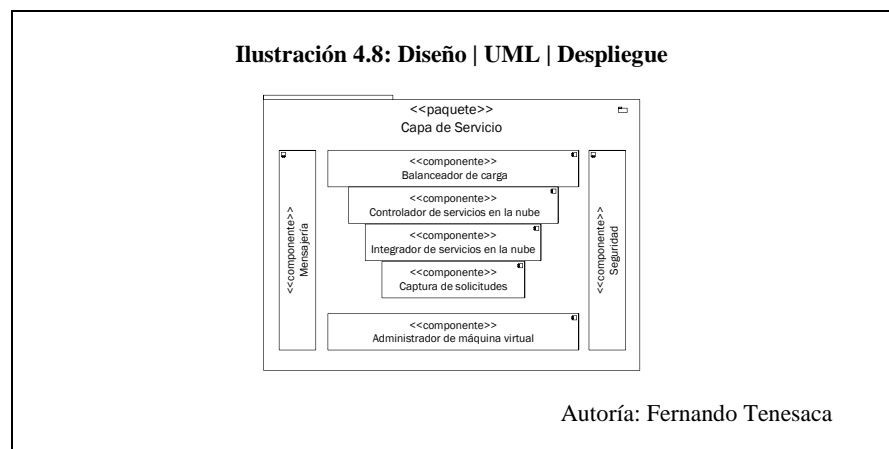 Ilustración 4.8: Diseño | UML | Despliegue
<<paquete>>
Capa de Servicio
<<componente>>
Mensajería
<<componente>>
Balanceador de carga
<<componente>>
Controlador de servicios en la nube
<<componente>>
Integrador de servicios en la nube
<<componente>>
Captura de solicitudes
<<componente>>
Administrador de máquina virtual
<<componente>>
Seguridad
Autoría: Fernando Tenesaca